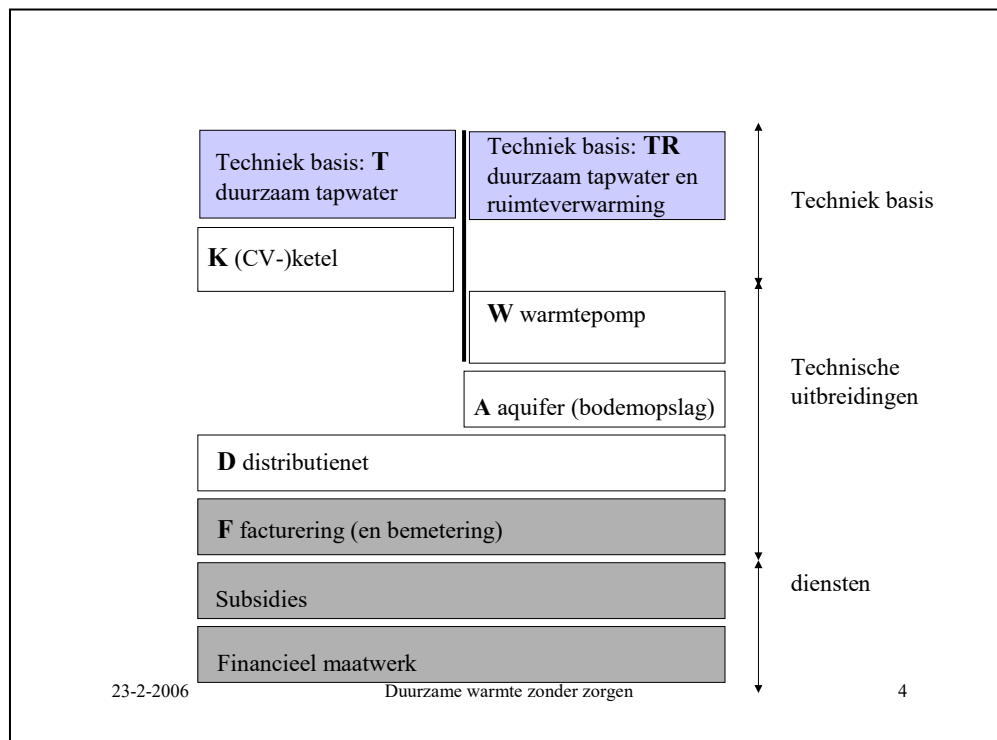 Techniek basis: T
duurzaam tapwater
Techniek basis: TR
duurzaam tapwater en
ruimteverwarming
Techniek basis
K (CV-)ketel
W warmtepomp
Technische
uitbreidingen
A aquifer (bodemopslag)
D distributienet
F facturering (en bemetering)
diensten
Subsidies
Financieel maatwerk
23-2-2006
Duurzame warmte zonder zorgen
4